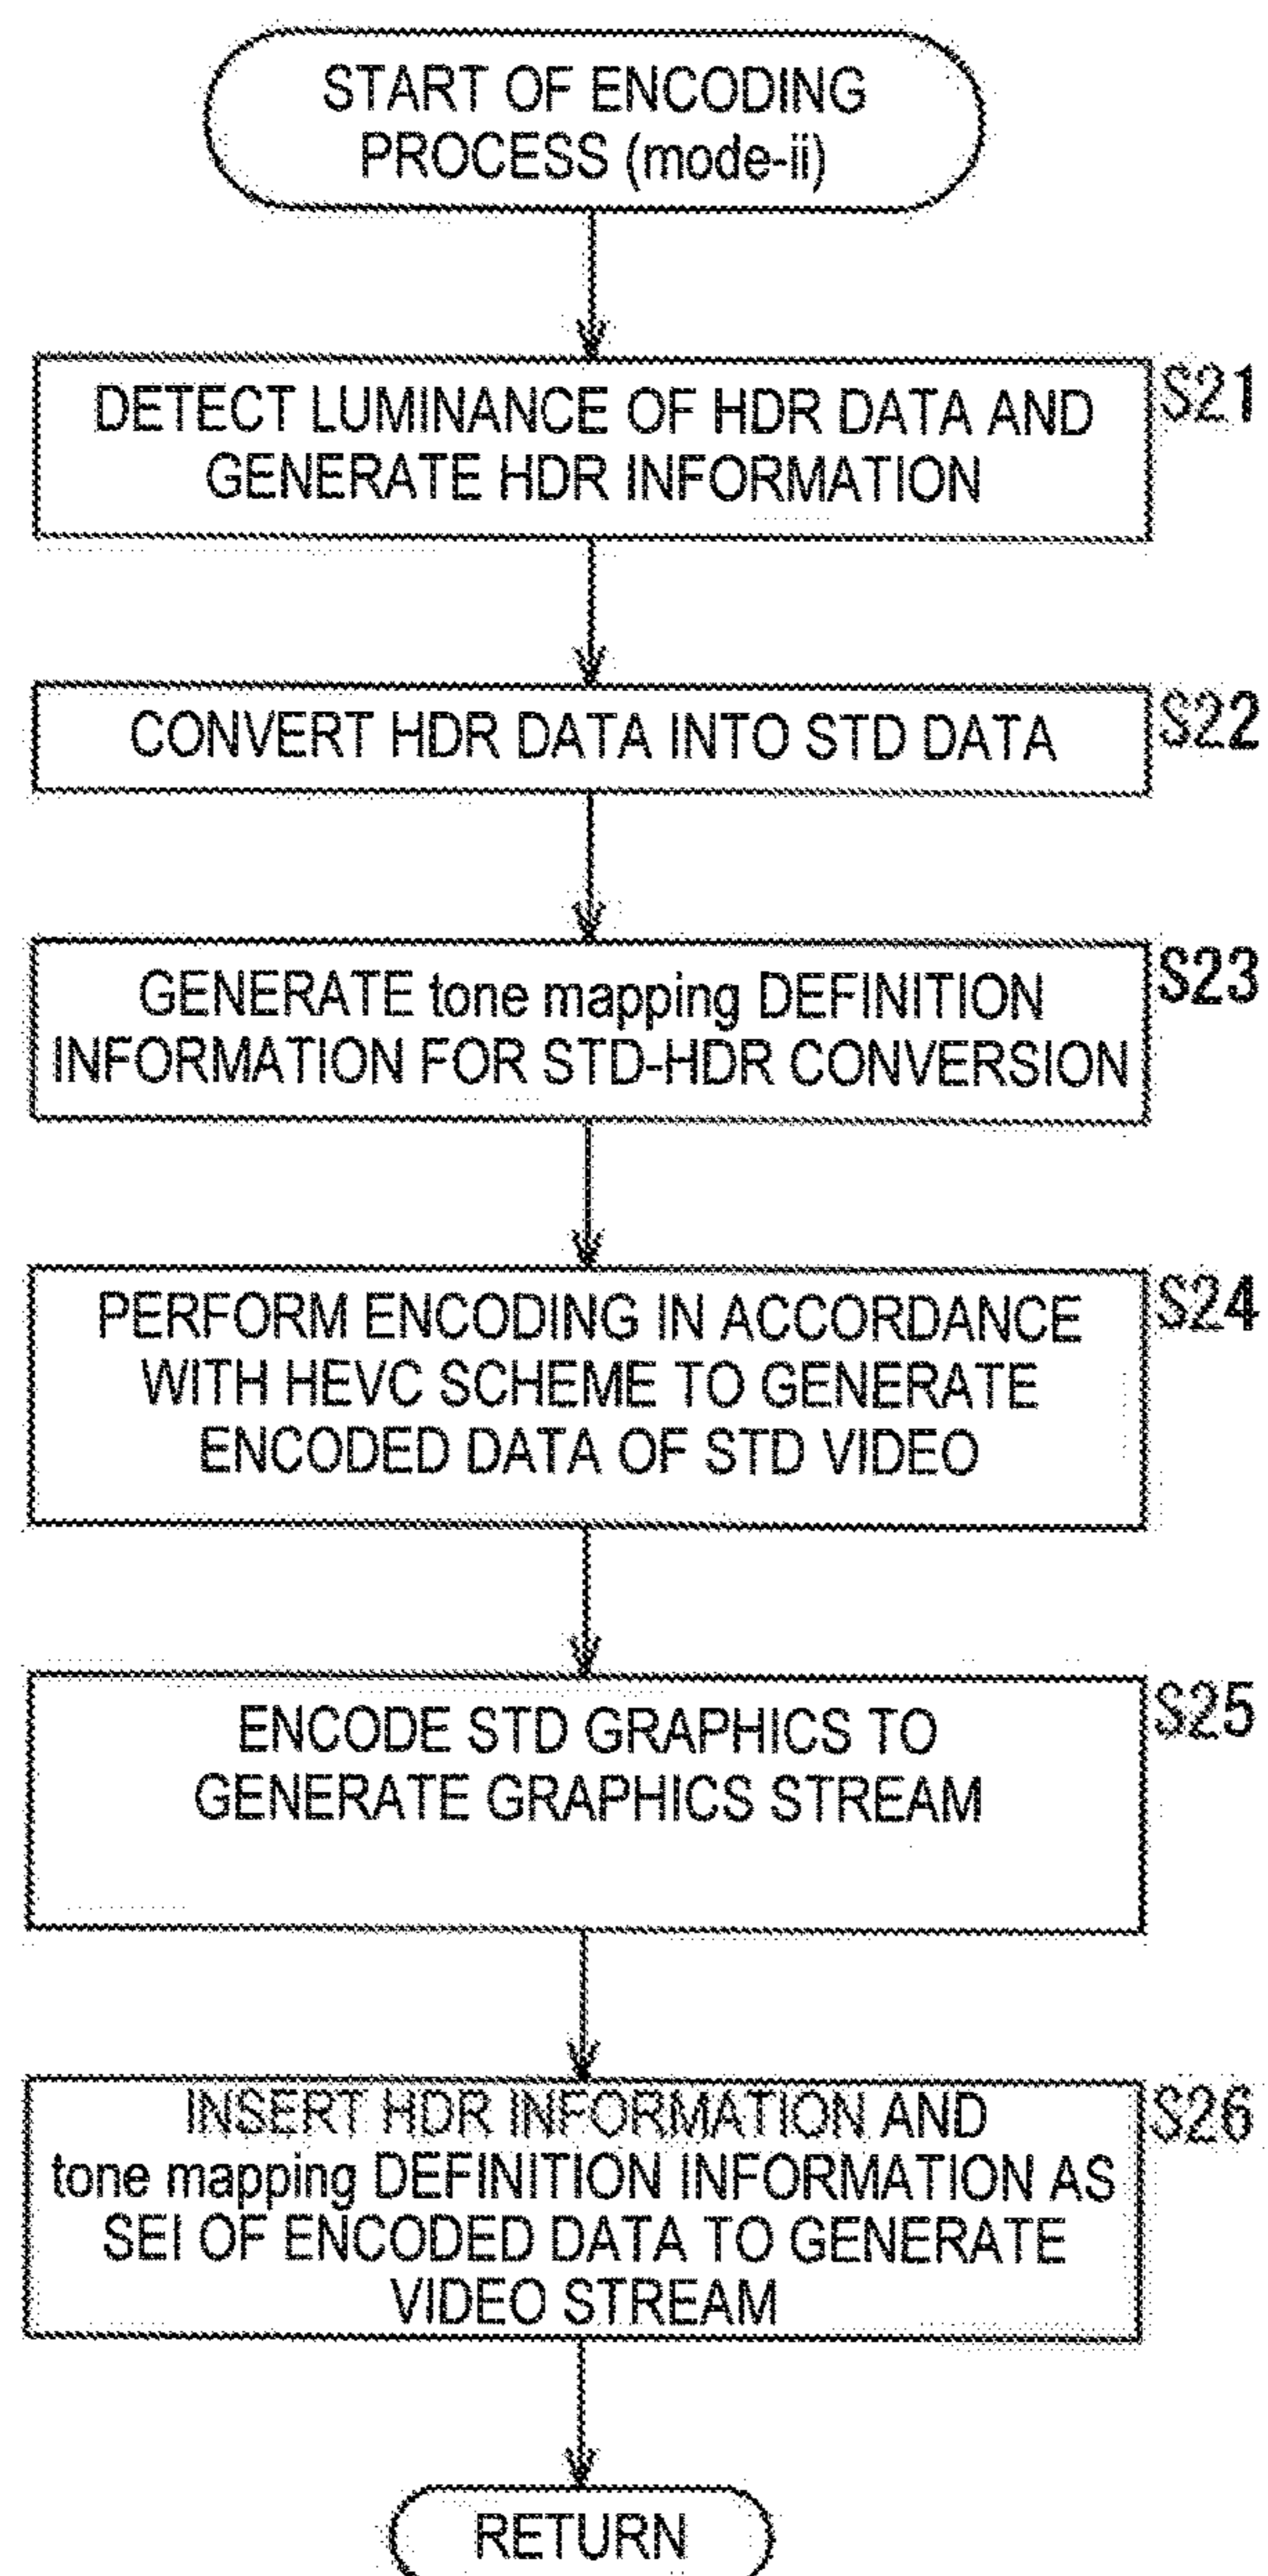 START OF ENCODING
PROCESS (mode-ii)
DETECT LUMINANCE OF HDR DATA AND
GENERATE HDR INFORMATION
S21
CONVERT HDR DATA INTO STD DATA
S22
GENERATE tone mapping DEFINITION
INFORMATION FOR STD-HDR CONVERSION
S23
PERFORM ENCODING IN ACCORDANCE
WITH HEVC SCHEME TO GENERATE
ENCODED DATA OF STD VIDEO
S24
ENCODE STD GRAPHICS TO
GENERATE GRAPHICS STREAM
S25
INSERT HDR INFORMATION AND
tone mapping DEFINITION INFORMATION AS
SEI OF ENCODED DATA TO GENERATE
VIDEO STREAM
S26
RETURN